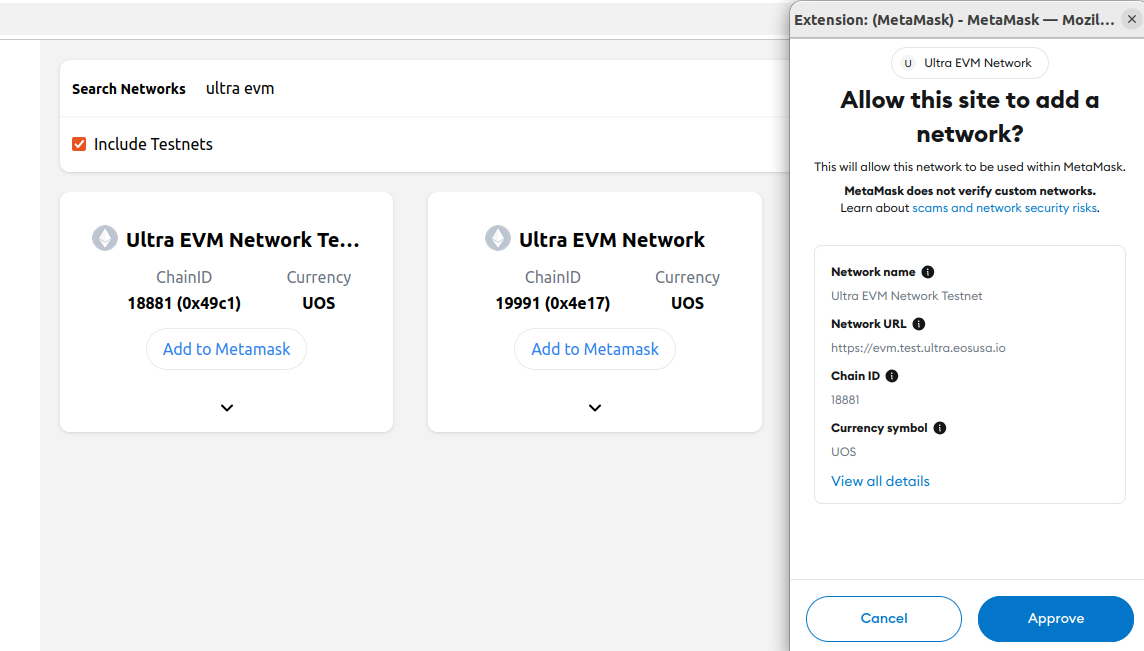 Extension: (MetaMask) - MetaMask — Mozil...
Search Networks ultra evm
Include Testnets
Ultra EVM Network Te...
ChainID Currency
18881 (0x49c1) UOS
Add to Metamask
Ultra EVM Network
ChainID Currency
19991 (0x4e17) UOS
Add to Metamask
U Ultra EVM Network
Allow this site to add a
network?
This will allow this network to be used within MetaMask.
MetaMask does not verify custom networks.
Learn about scams and network security risks.
Network name
Ultra EVM Network Testnet
Network URL
https://evm.test.ultra.eosusa.io
Chain ID
18881
Currency symbol
UOS
View all details
Cancel Approve